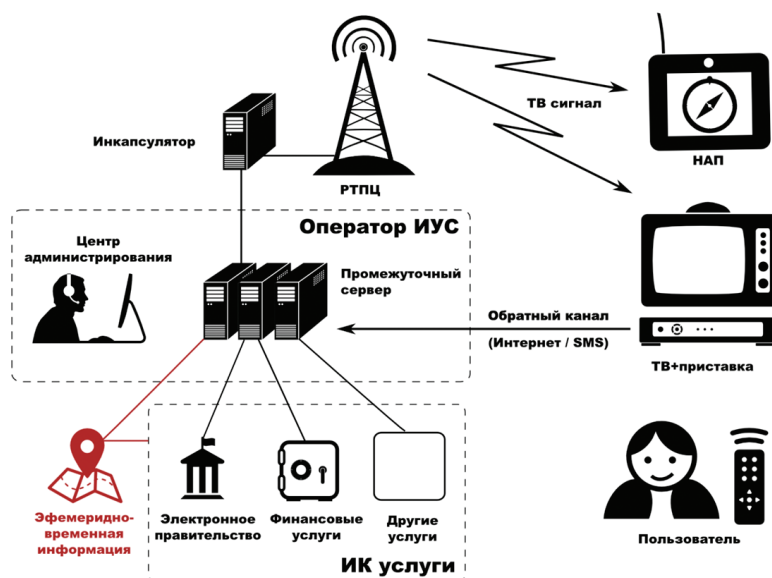 Инкапсулятор
РТПЦ
ТВ сигнал
НАП
Оператор ИУС
Центр
администрирования
Промежуточный
сервер
Обратный канал
(Интернет / SMS)
ТВ+приставка
Эфемеридно-
временная
информация
Электронное
правительство
Финансовые
услуги
Другие
услуги
ИК услуги
Пользователь